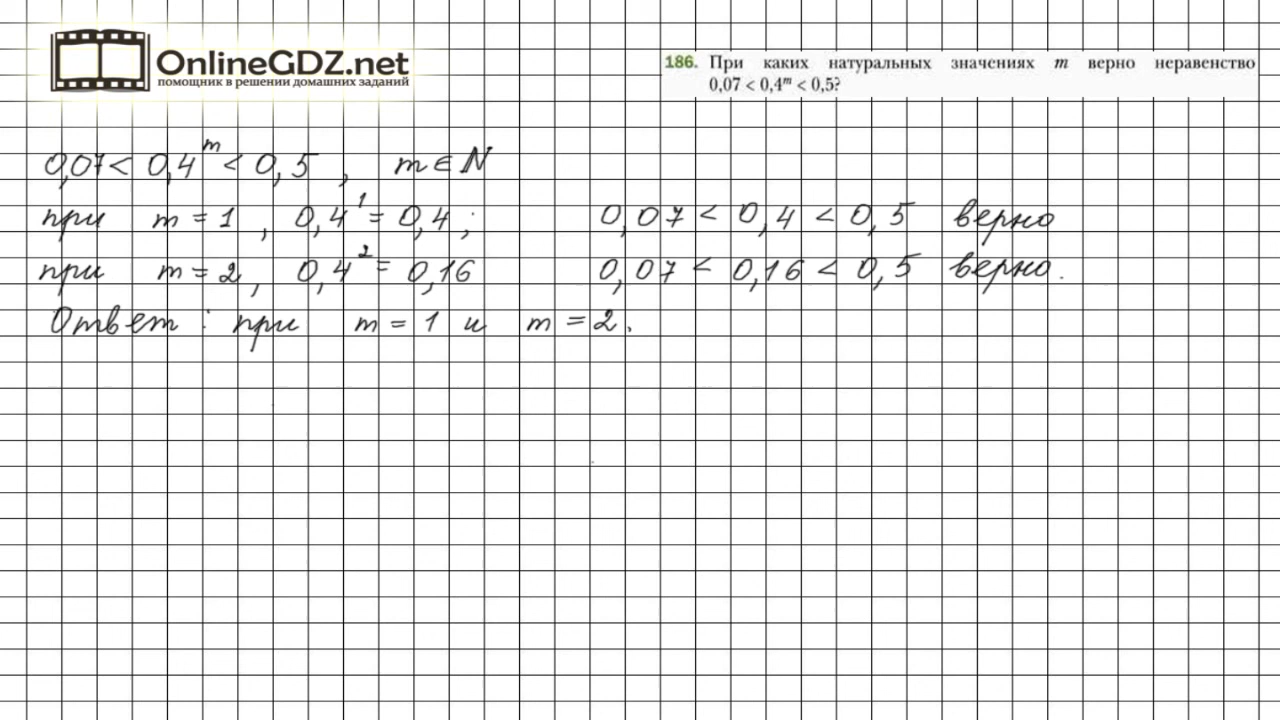 OnlineGDZ.net
помощник в решении домашних заданий
186. При каких натуральных значениях m верно неравенство
0,07 < 0,4^m < 0,5?
0,07 < 0,4^m < 0,5 , m ∈ N
при m = 1 , 0,4^1 = 0,4 ; 0,07 < 0,4 < 0,5 верно
при m = 2 , 0,4^2 = 0,16 0,07 < 0,16 < 0,5 верно.
Ответ : при m = 1 и m = 2.